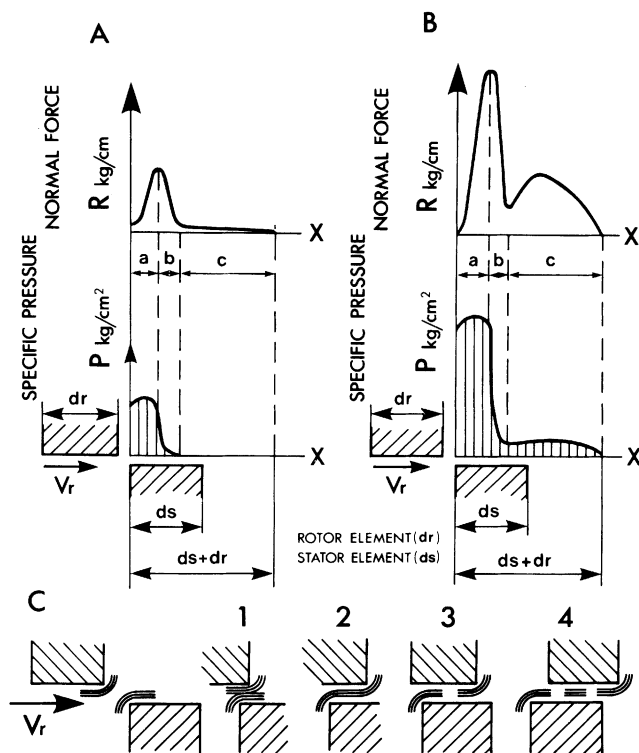 A
B
NORMAL FORCE
R kg/cm
X
a b c
SPECIFIC PRESSURE
P kg/cm²
dr
X
Vr
ds
ds+dr
NORMAL FORCE
R kg/cm
X
a b c
SPECIFIC PRESSURE
P kg/cm²
dr
X
Vr
ds
ds+dr
ROTOR ELEMENT (dr)
STATOR ELEMENT (ds)
C
1 2 3 4
Vr